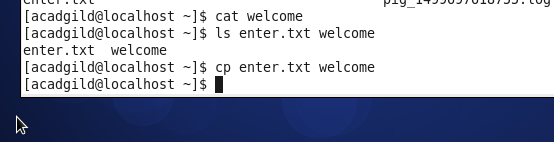 enter.txt pig_1499097618753.log
[acadgild@localhost ~]$ cat welcome
[acadgild@localhost ~]$ ls enter.txt welcome
enter.txt  welcome
[acadgild@localhost ~]$ cp enter.txt welcome
[acadgild@localhost ~]$